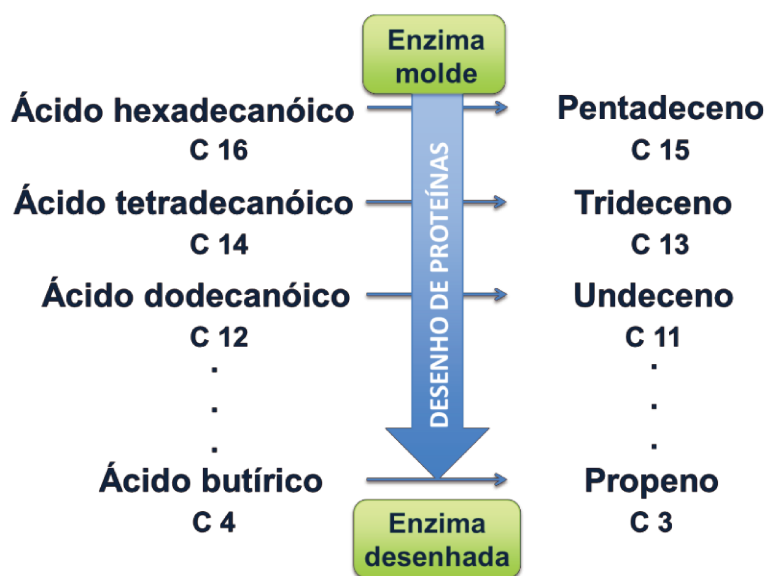 Enzima
molde
Ácido hexadecanóico
C 16
Pentadeceno
C 15
Ácido tetradecanóico
C 14
Trideceno
C 13
Ácido dodecanóico
C 12
Undeceno
C 11
.
.
.
.
.
.
DESENHO DE PROTEÍNAS
Ácido butírico
C 4
Propeno
C 3
Enzima
desenhada